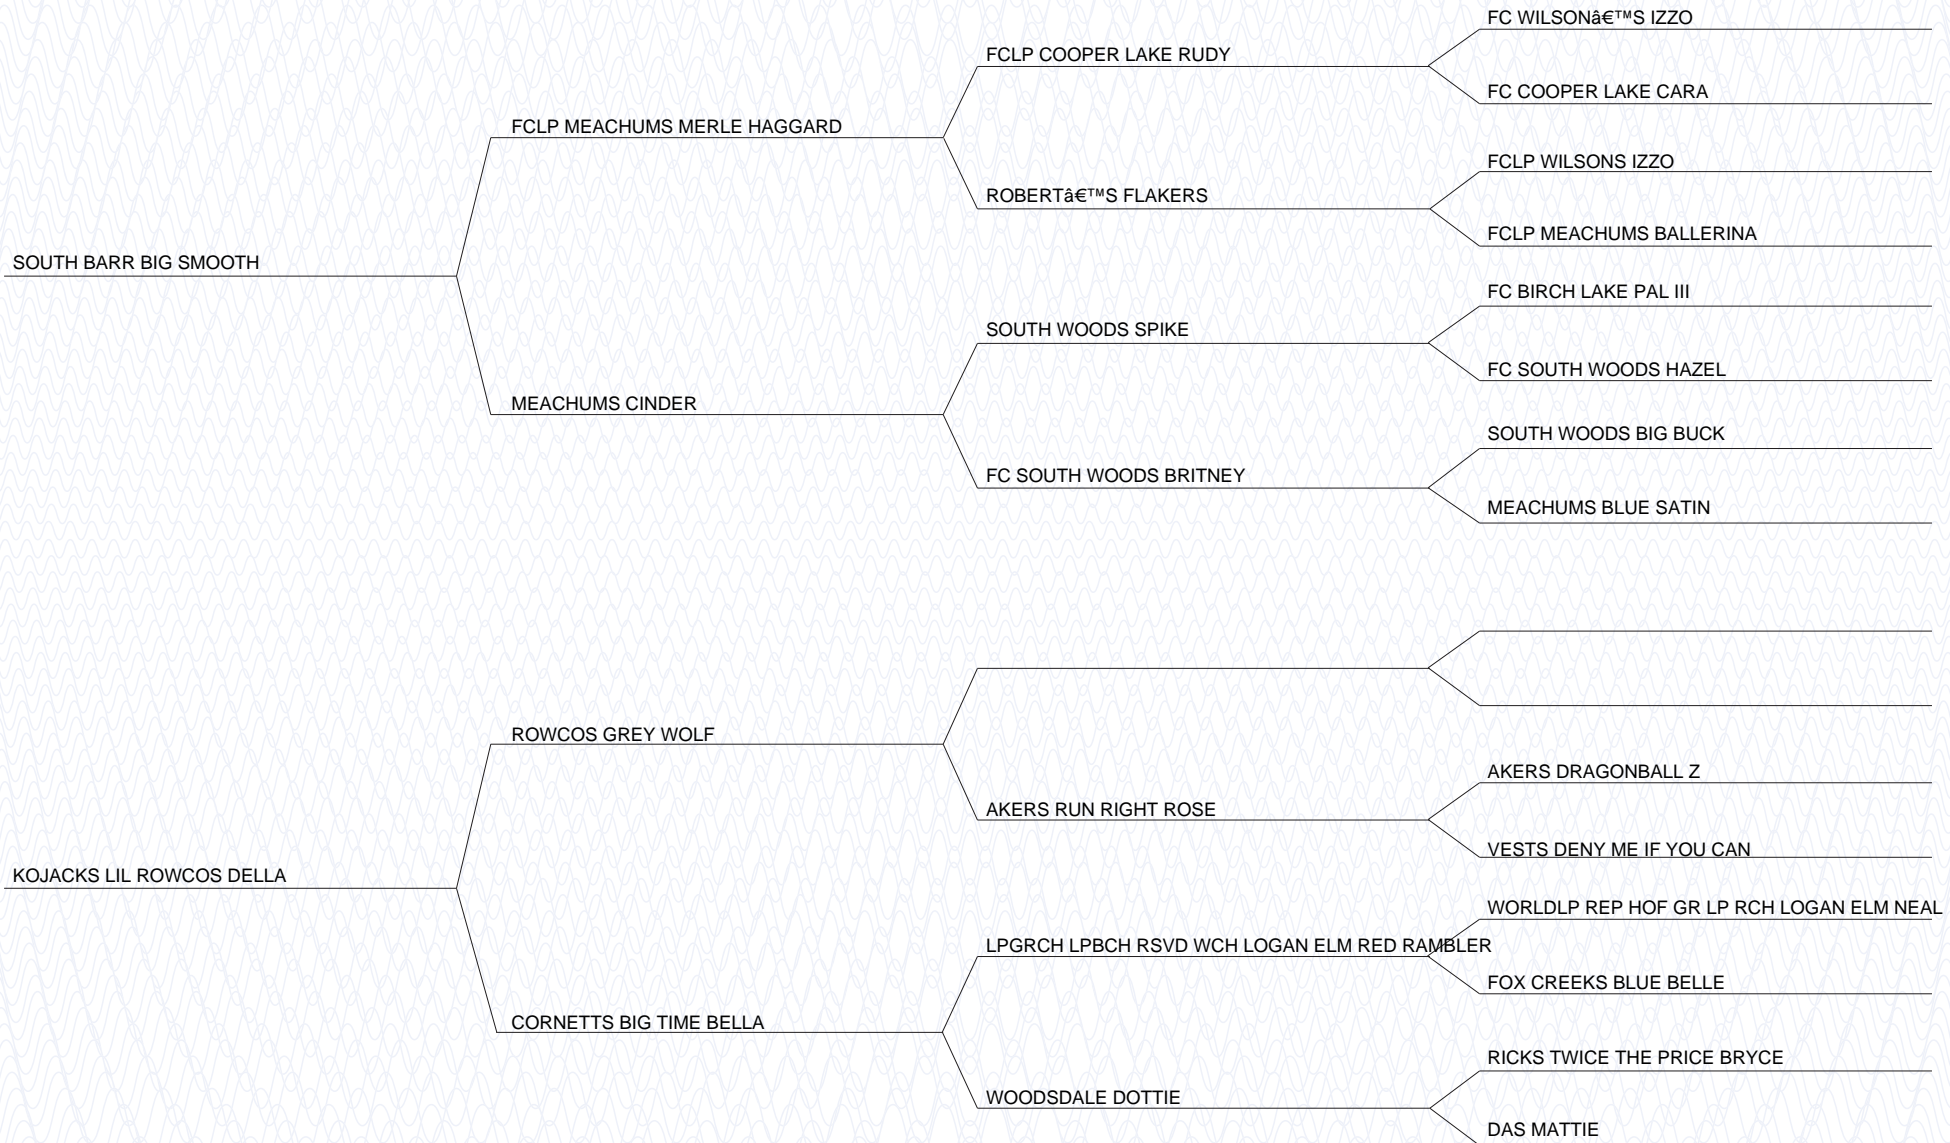 FC WILSONâ€™S IZZO
FCLP COOPER LAKE RUDY
FC COOPER LAKE CARA
FCLP MEACHUMS MERLE HAGGARD
FCLP WILSONS IZZO
ROBERTâ€™S FLAKERS
FCLP MEACHUMS BALLERINA
SOUTH BARR BIG SMOOTH
FC BIRCH LAKE PAL III
SOUTH WOODS SPIKE
FC SOUTH WOODS HAZEL
MEACHUMS CINDER
SOUTH WOODS BIG BUCK
FC SOUTH WOODS BRITNEY
MEACHUMS BLUE SATIN
ROWCOS GREY WOLF
AKERS DRAGONBALL Z
AKERS RUN RIGHT ROSE
VESTS DENY ME IF YOU CAN
KOJACKS LIL ROWCOS DELLA
WORLDLP REP HOF GR LP RCH LOGAN ELM NEAL
LPGRCH LPBCH RSVD WCH LOGAN ELM RED RAMBLER
FOX CREEKS BLUE BELLE
CORNETTS BIG TIME BELLA
RICKS TWICE THE PRICE BRYCE
WOODSDALE DOTTIE
DAS MATTIE